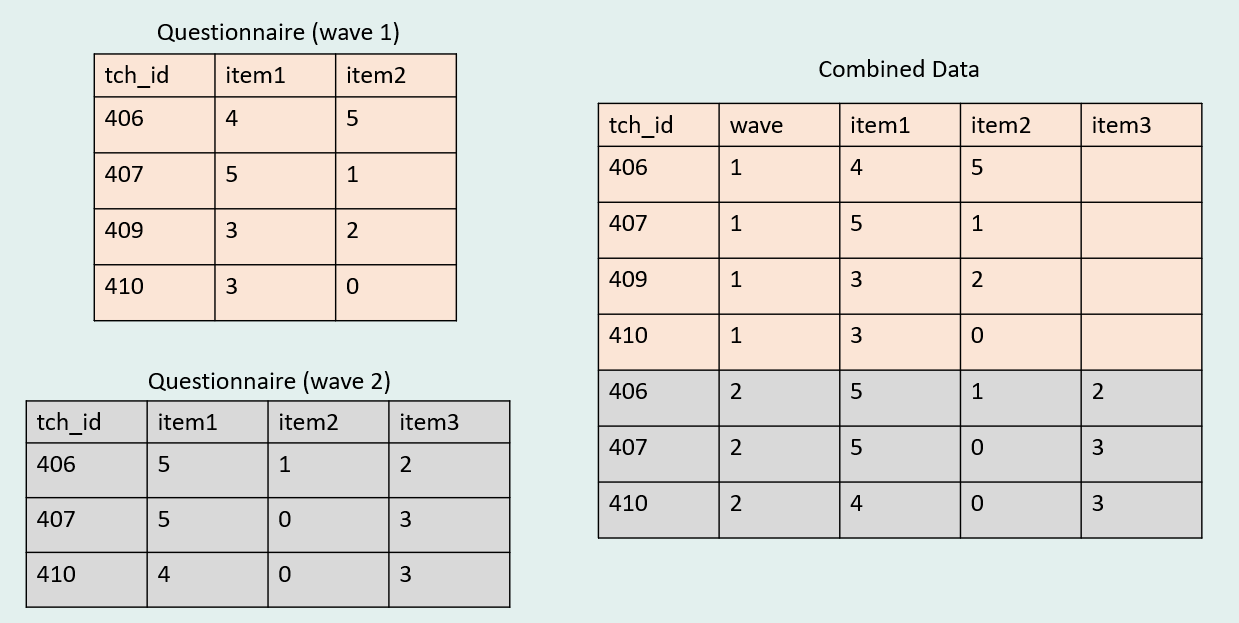 Questionnaire (wave 1)
tch_id item1 item2
406 4 5
407 5 1
409 3 2
410 3 0
Questionnaire (wave 2)
tch_id item1 item2 item3
406 5 1 2
407 5 0 3
410 4 0 3
Combined Data
tch_id wave item1 item2 item3
406 1 4 5
407 1 5 1
409 1 3 2
410 1 3 0
406 2 5 1 2
407 2 5 0 3
410 2 4 0 3